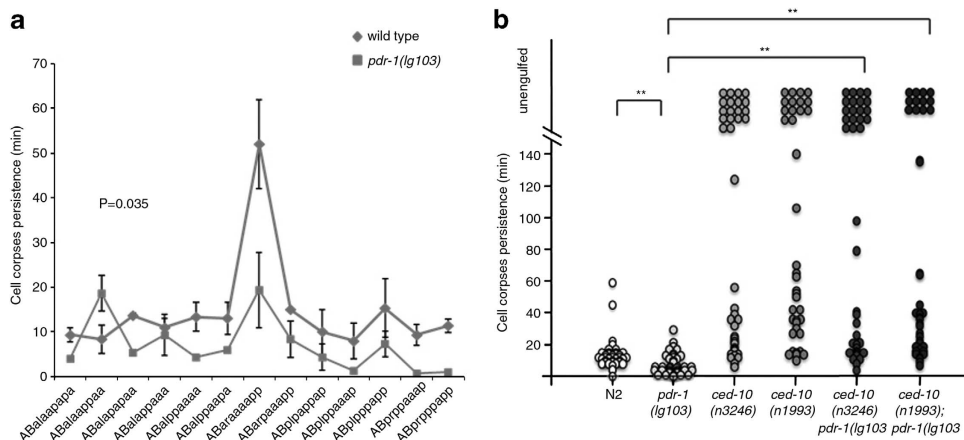 a
wild type
pdr-1(lg103)
Cell corpses persistence (min)
70
60
50
40
30
20
10
0
P=0.035
ABalaapapa
ABalaappaa
ABalapapaa
ABalappaaa
ABalppaaaa
ABalppaapa
ABaraaaapp
ABarpaaapp
ABplpappap
ABplppaaap
ABplpppapp
ABprppaaap
ABprpppapp
b
**
**
**
unengulfed
Cell corpses persistence (min)
140
120
100
80
60
40
20
N2
pdr-1
(lg103)
ced-10
(n3246)
ced-10
(n1993)
ced-10
(n3246)
pdr-1(lg103
ced-10
(n1993);
pdr-1(lg103